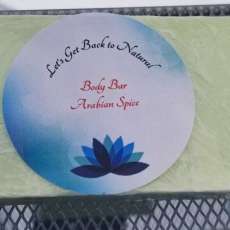 Let's Get Back to Natural
Body Bar
Arabian Spice